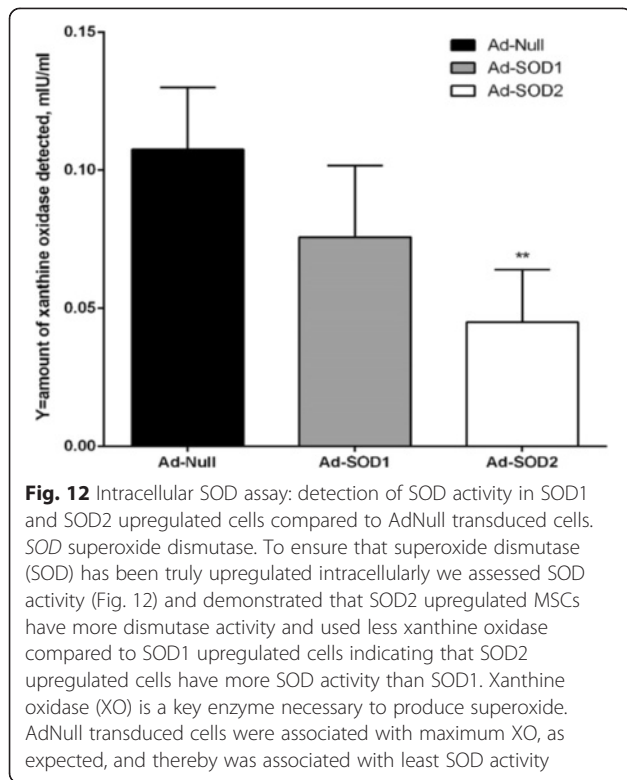 0.15
Ad-Null
Ad-SOD1
Ad-SOD2
Y=amount of xanthine oxidase detected, mIU/ml
0.10
0.05
**
0.00
Ad-Null Ad-SOD1 Ad-SOD2
Fig. 12 Intracellular SOD assay: detection of SOD activity in SOD1
and SOD2 upregulated cells compared to AdNull transduced cells.
SOD superoxide dismutase. To ensure that superoxide dismutase
(SOD) has been truly upregulated intracellularly we assessed SOD
activity (Fig. 12) and demonstrated that SOD2 upregulated MSCs
have more dismutase activity and used less xanthine oxidase
compared to SOD1 upregulated cells indicating that SOD2
upregulated cells have more SOD activity than SOD1. Xanthine
oxidase (XO) is a key enzyme necessary to produce superoxide.
AdNull transduced cells were associated with maximum XO, as
expected, and thereby was associated with least SOD activity